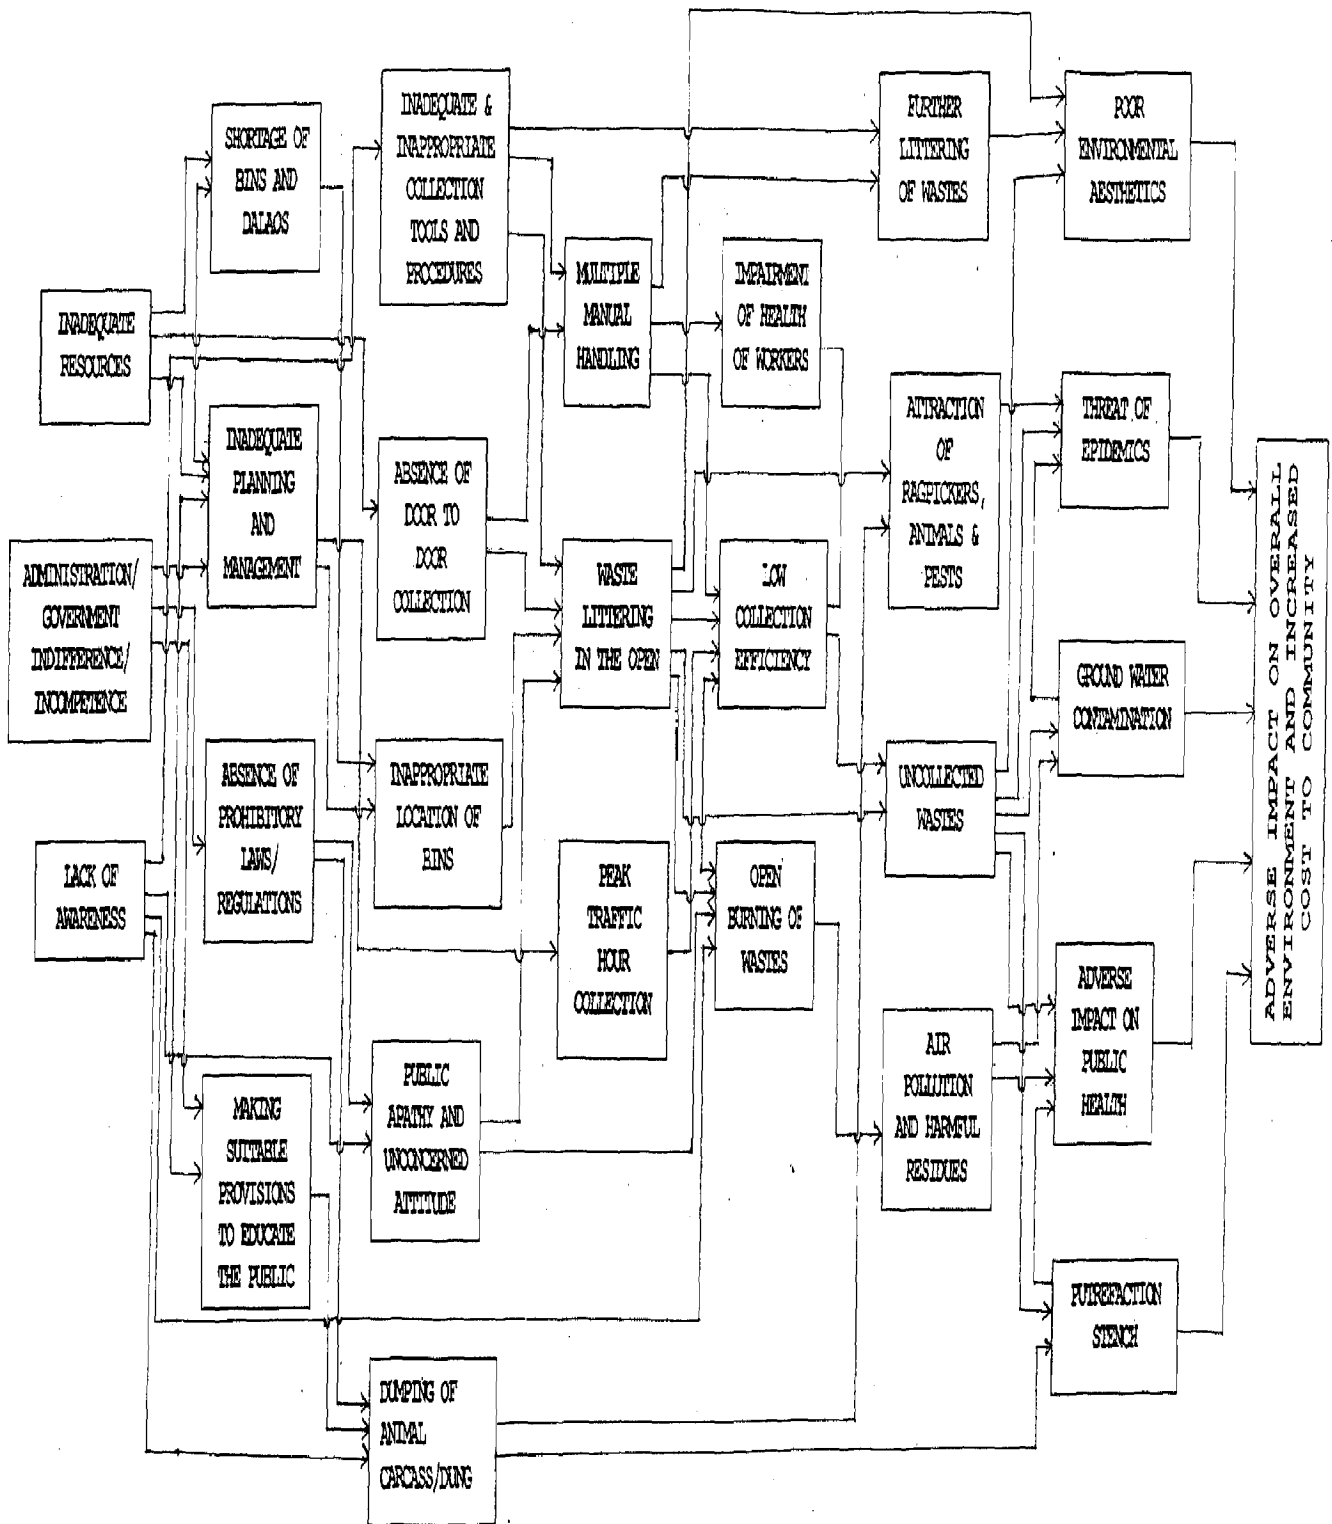 INADEQUATE
RESOURCES
ADMINISTRATION/
GOVERNMENT
INDIFFERENCE/
INCOMPETENCE
LACK OF
AWARENESS
SHORTAGE OF
BINS AND
DALAOS
INADEQUATE
PLANNING
AND
MANAGEMENT
ABSENCE OF
PROHIBITORY
LAWS/
REGULATIONS
MAKING
SUITABLE
PROVISIONS
TO EDUCATE
THE PUBLIC
INADEQUATE &
INAPPROPRIATE
COLLECTION
TOOLS AND
PROCEDURES
ABSENCE OF
DOOR TO
DOOR
COLLECTION
INAPPROPRIATE
LOCATION OF
BINS
PUBLIC
APATHY AND
UNCONCERNED
ATTITUDE
DUMPING OF
ANIMAL
CARCASS/DUNG
MULTIPLE
MANUAL
HANDLING
WASTE
LITTERING
IN THE OPEN
PEAK
TRAFFIC
HOUR
COLLECTION
IMPAIRMENT
OF HEALTH
OF WORKERS
LOW
COLLECTION
EFFICIENCY
OPEN
BURNING OF
WASTES
FURTHER
LITTERING
OF WASTES
ATTRACTION
OF
RAGPICKERS,
ANIMALS &
PESTS
UNCOLLECTED
WASTES
AIR
POLLUTION
AND HARMFUL
RESIDUES
POOR
ENVIRONMENTAL
AESTHETICS
THREAT OF
EPIDEMICS
GROUND WATER
CONTAMINATION
ADVERSE
IMPACT ON
PUBLIC
HEALTH
PUTREFACTION
STENCH
ADVERSE IMPACT ON OVERALL
ENVIRONMENT AND INCREASED
COST TO COMMUNITY